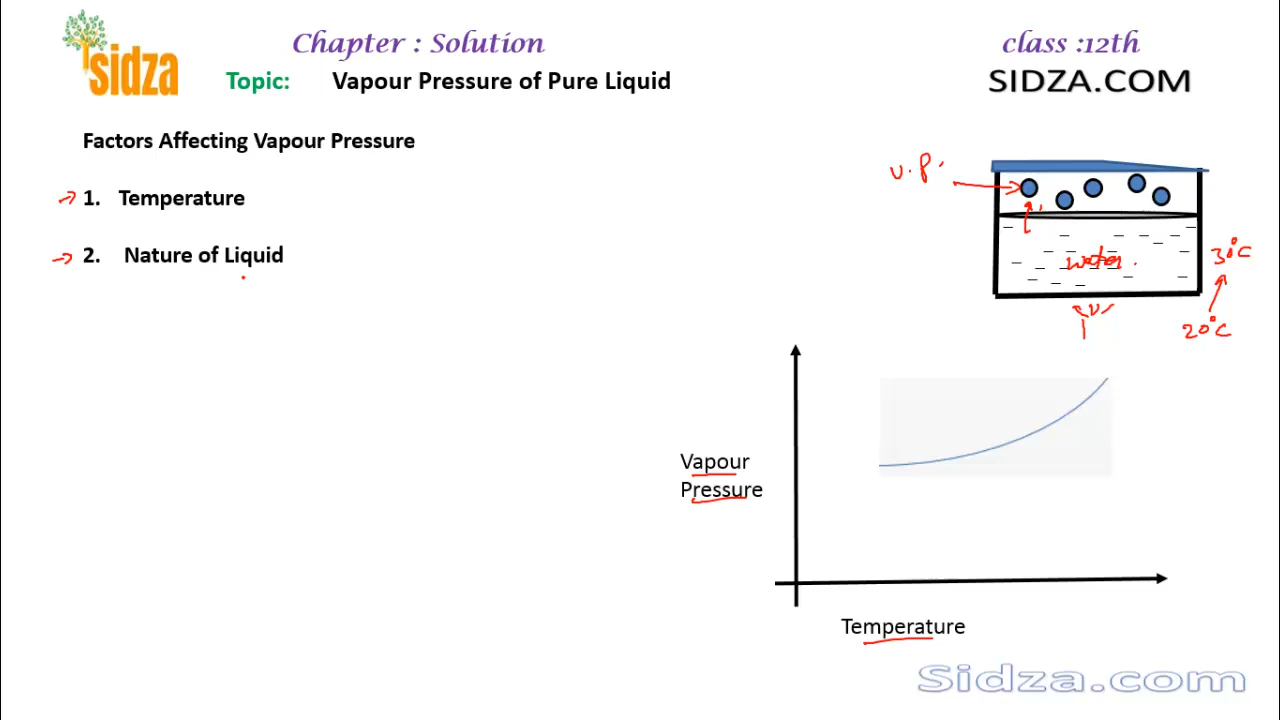 sidza
Chapter : Solution
class :12th
Topic: Vapour Pressure of Pure Liquid
SIDZA.COM
Factors Affecting Vapour Pressure
1. Temperature
2. Nature of Liquid
v.p.
water.
30°C
20°C
Vapour
Pressure
Temperature
Sidza.com